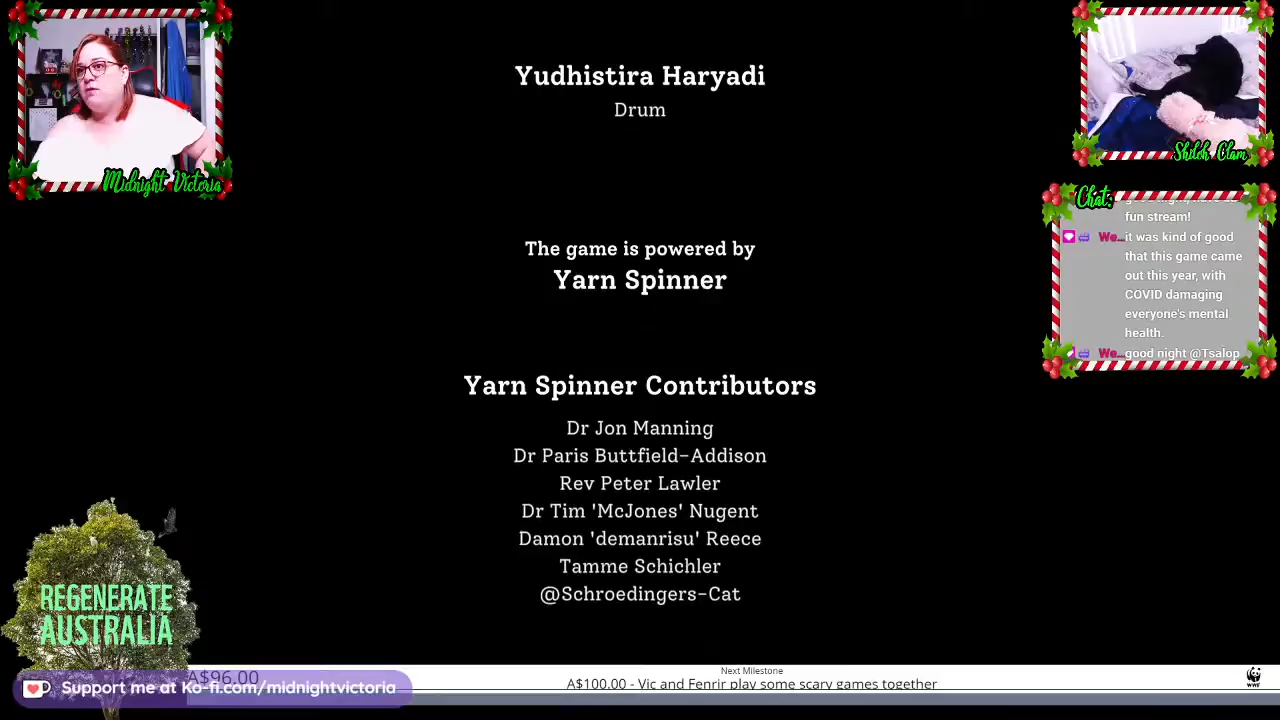 Midnight Victoria
Yudhistira Haryadi
Drum
The game is powered by
Yarn Spinner
Yarn Spinner Contributors
Dr Jon Manning
Dr Paris Buttfield-Addison
Rev Peter Lawler
Dr Tim 'McJones' Nugent
Damon 'demanrisu' Reece
Tamme Schichler
@Schroedingers-Cat
Shiloh Clam
Chat:
fun stream!
We... it was kind of good
that this game came
out this year, with
COVID damaging
everyone's mental
health.
We... good night @Tsalop
REGENERATE
AUSTRALIA
A$96.00
Support me at Ko-fi.com/midnightvictoria
Next Milestone
A$100.00 - Vic and Fenrir play some scary games together
WWF